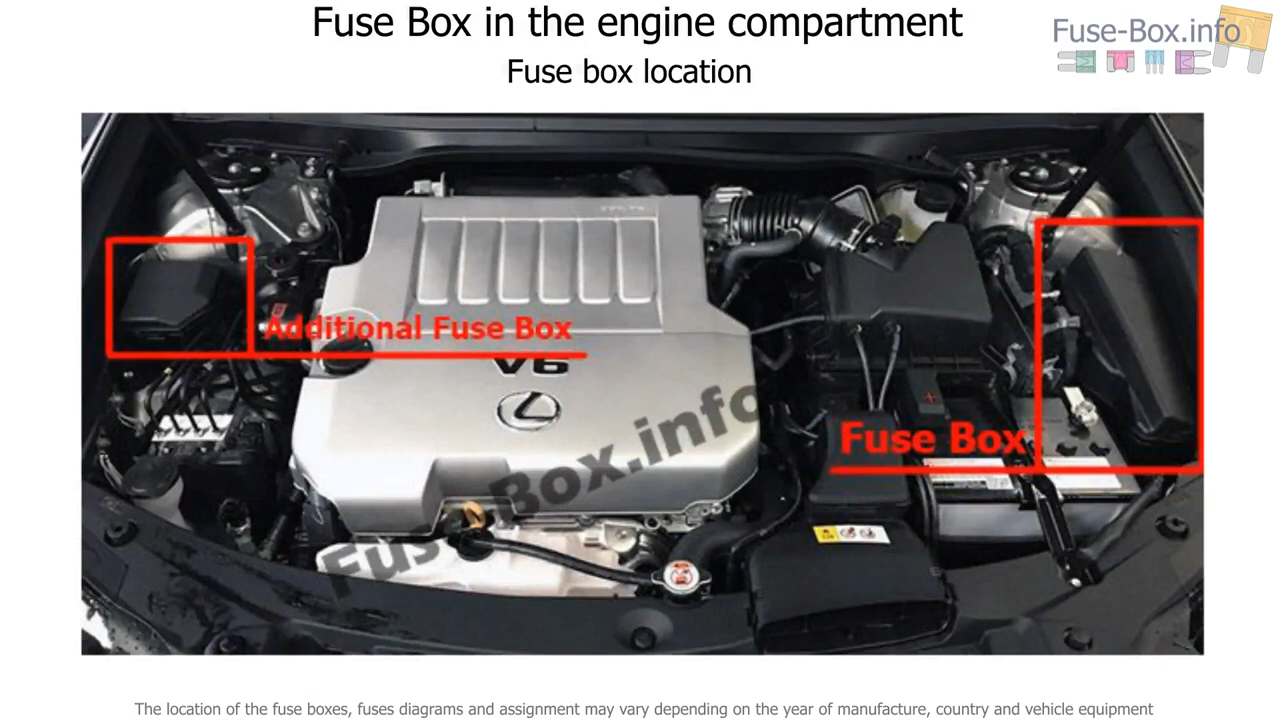 Fuse Box in the engine compartment
Fuse-Box.info
Fuse box location
Additional Fuse Box
V6
Fuse Box
Fuse-Box.info
The location of the fuse boxes, fuses diagrams and assignment may vary depending on the year of manufacture, country and vehicle equipment